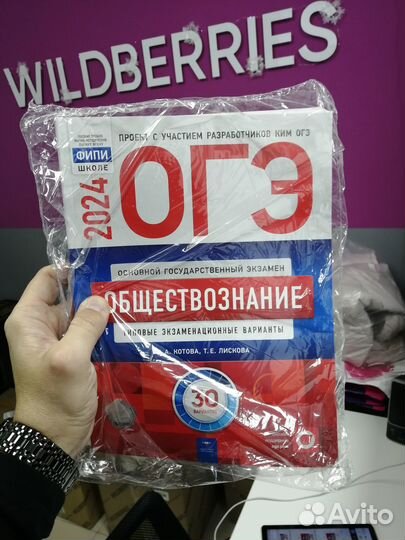 WILDBERRIES
ПРОЕКТ С УЧАСТИЕМ РАЗРАБОТЧИКОВ КИМ ОГЭ
ФИПИ
ШКОЛЕ
2024
ОГЭ
ОСНОВНОЙ ГОСУДАРСТВЕННЫЙ ЭКЗАМЕН
ОБЩЕСТВОЗНАНИЕ
ТИПОВЫЕ ЭКЗАМЕНАЦИОННЫЕ ВАРИАНТЫ
А. КОТОВА, Т. Е. ЛИСКОВА
30
ВАРИАНТОВ
Avito